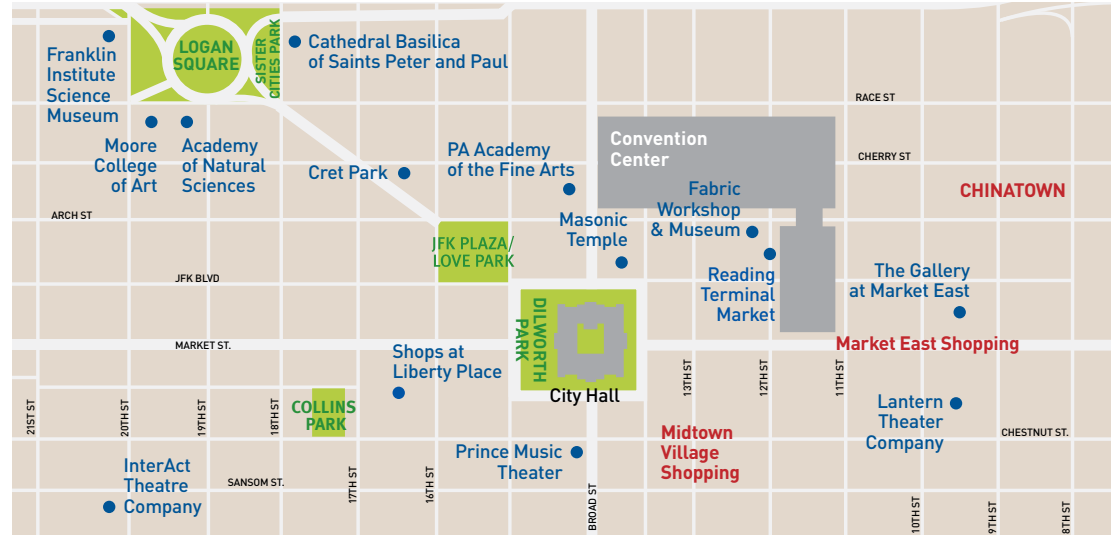 LOGAN
SQUARE
SISTER
CITIES PARK
Cathedral Basilica
of Saints Peter and Paul
Franklin
Institute
Science
Museum
RACE ST
Moore
College
of Art
Academy
of Natural
Sciences
Cret Park
PA Academy
of the Fine Arts
Convention
Center
CHERRY ST
Fabric
Workshop
& Museum
CHINATOWN
ARCH ST
JFK PLAZA/
LOVE PARK
Masonic
Temple
Reading
Terminal
Market
The Gallery
at Market East
JFK BLVD
DILWORTH
PARK
MARKET ST.
Market East Shopping
Shops at
Liberty Place
City Hall
13TH ST
12TH ST
11TH ST
21ST ST
20TH ST
19TH ST
18TH ST
COLLINS
PARK
Lantern
Theater
Company
CHESTNUT ST.
Midtown
Village
Shopping
Prince Music
Theater
InterAct
Theatre
Company
SANSOM ST.
17TH ST
16TH ST
BROAD ST
10TH ST
9TH ST
8TH ST